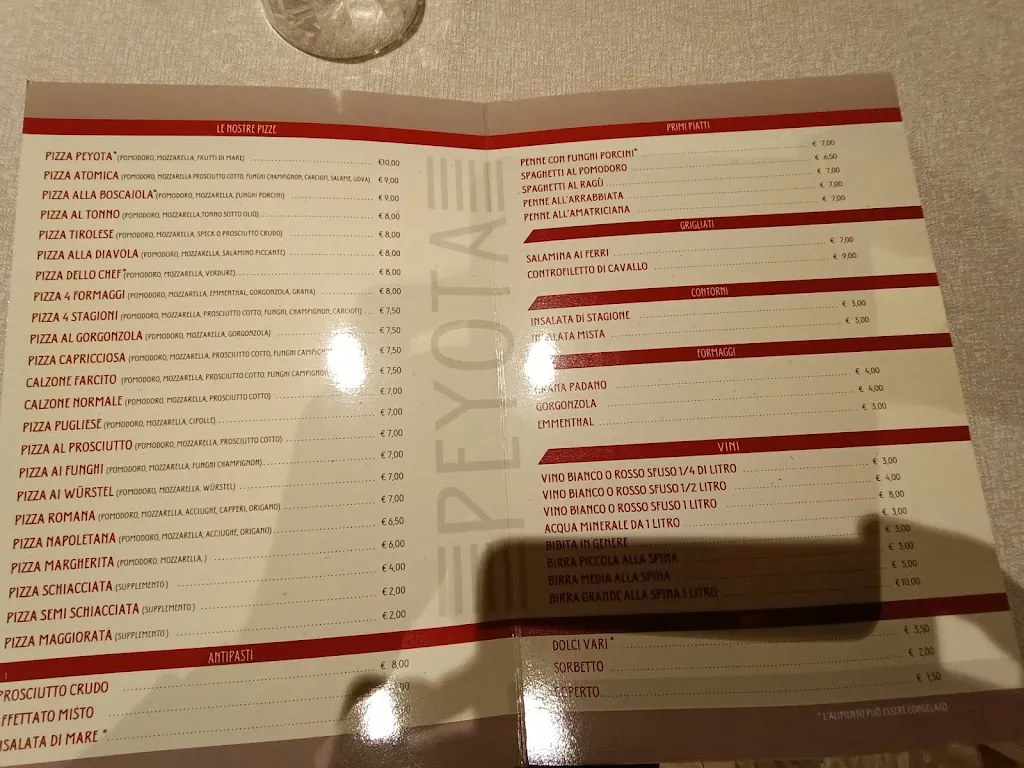 LE NOSTRE PIZZE
PIZZA PEYOTA* (POMODORO, MOZZARELLA, FRUTTI DI MARE) €10,00
PIZZA ATOMICA (POMODORO, MOZZARELLA PROSCIUTTO COTTO, FUNGHI CHAMPIGNON, CARCIOFI, SALAME, UOVA) € 9,00
PIZZA ALLA BOSCAIOLA* (POMODORO, MOZZARELLA, FUNGHI PORCINI) € 9,00
PIZZA AL TONNO (POMODORO, MOZZARELLA, TONNO SOTTO OLIO) € 8,00
PIZZA TIROLESE (POMODORO, MOZZARELLA, SPECK O PROSCIUTTO CRUDO) € 8,00
PIZZA ALLA DIAVOLA (POMODORO, MOZZARELLA, SALAMINO PICCANTE) € 8,00
PIZZA DELLO CHEF* (POMODORO, MOZZARELLA, VERDURE) € 8,00
PIZZA 4 FORMAGGI (POMODORO, MOZZARELLA, EMMENTHAL, GORGONZOLA, GRANA) € 8,00
PIZZA 4 STAGIONI (POMODORO, MOZZARELLA, PROSCIUTTO COTTO, FUNGHI, CHAMPIGNON, CARCIOFI) € 7,50
PIZZA AL GORGONZOLA (POMODORO, MOZZARELLA, GORGONZOLA) € 7,50
PIZZA CAPRICCIOSA (POMODORO, MOZZARELLA, PROSCIUTTO COTTO, FUNGHI € 7,50
CALZONE FARCITO (POMODORO, MOZZARELLA, PROSCIUTTO COTTO, FUNGHI € 7,50
CALZONE NORMALE (POMODORO, MOZZARELLA, PROSCIUTTO COTTO) € 7,00
PIZZA PUGLIESE (POMODORO, MOZZARELLA, CIPOLLE) € 7,00
PIZZA AL PROSCIUTTO (POMODORO, MOZZARELLA, PROSCIUTTO COTTO) € 7,00
PIZZA AI FUNGHI (POMODORO, MOZZARELLA, FUNGHI CHAMPIGNON) € 7,00
PIZZA AI WÜRSTEL (POMODORO, MOZZARELLA, WÜRSTEL) € 7,00
PIZZA ROMANA (POMODORO, MOZZARELLA, ACCIUGHE, CAPPERI, ORIGANO) € 7,00
PIZZA NAPOLETANA (POMODORO, MOZZARELLA, ACCIUGHE, ORIGANO) € 6,50
PIZZA MARGHERITA (POMODORO, MOZZARELLA, ) € 6,00
PIZZA SCHIACCIATA (SUPPLEMENTO ) € 4,00
PIZZA SEMI SCHIACCIATA (SUPPLEMENTO ) € 2,00
PIZZA MAGGIORATA (SUPPLEMENTO ) € 2,00
ANTIPASTI
PROSCIUTTO CRUDO € 8,00
FFETTATO MISTO
SALATA DI MARE *
PEYOTA
PRIMI PIATTI
PENNE CON FUNGHI PORCINI* € 7,00
SPAGHETTI AL POMODORO € 6,50
SPAGHETTI AL RAGÙ € 7,00
PENNE ALL'ARRABBIATA € 7,00
PENNE ALL'AMATRICIANA € 7,00
GRIGLIATI
SALAMINA AI FERRI € 7,00
CONTROFILETTO DI CAVALLO € 9,00
CONTORNI
INSALATA DI STAGIONE € 3,00
INSALATA MISTA € 3,00
FORMAGGI
GRANA PADANO € 4,00
GORGONZOLA € 4,00
EMMENTHAL € 3,00
VINI
VINO BIANCO O ROSSO SFUSO 1/4 DI LITRO € 3,00
VINO BIANCO O ROSSO SFUSO 1/2 LITRO € 4,00
VINO BIANCO O ROSSO SFUSO 1 LITRO € 8,00
ACQUA MINERALE DA 1 LITRO € 3,00
BIBITA IN GENERE € 3,00
BIRRA PICCOLA ALLA SPINA € 3,00
BIRRA MEDIA ALLA SPINA € 5,00
BIRRA GRANDE ALLA SPINA 1 LITRO €10,00
DOLCI VARI * € 3,50
SORBETTO € 2,00
COPERTO € 1,50
* L'ALIMENTO PUÒ ESSERE CONGELATO